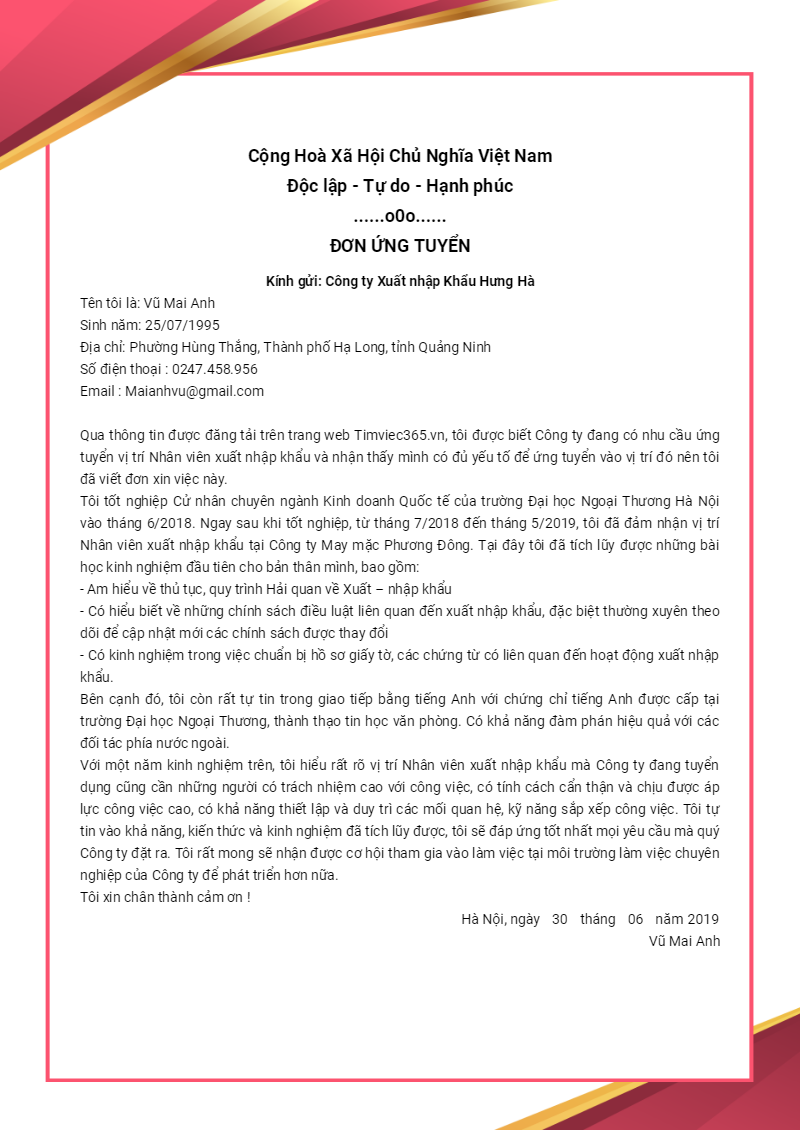 Cộng Hoà Xã Hội Chủ Nghĩa Việt Nam
Độc lập - Tự do - Hạnh phúc
......o0o......
ĐƠN ỨNG TUYỂN
Kính gửi: Công ty Xuất nhập Khẩu Hưng Hà
Tên tôi là: Vũ Mai Anh
Sinh năm: 25/07/1995
Địa chỉ: Phường Hùng Thắng, Thành phố Hạ Long, tỉnh Quảng Ninh
Số điện thoại : 0247.458.956
Email : Maianhvu@gmail.com
Qua thông tin được đăng tải trên trang web Timviec365.vn, tôi được biết Công ty đang có nhu cầu ứng
tuyển vị trí Nhân viên xuất nhập khẩu và nhận thấy mình có đủ yếu tố để ứng tuyển vào vị trí đó nên tôi
đã viết đơn xin việc này.
Tôi tốt nghiệp Cử nhân chuyên ngành Kinh doanh Quốc tế của trường Đại học Ngoại Thương Hà Nội
vào tháng 6/2018. Ngay sau khi tốt nghiệp, từ tháng 7/2018 đến tháng 5/2019, tôi đã đảm nhận vị trí
Nhân viên xuất nhập khẩu tại Công ty May mặc Phương Đông. Tại đây tôi đã tích lũy được những bài
học kinh nghiệm đầu tiên cho bản thân mình, bao gồm:
- Am hiểu về thủ tục, quy trình Hải quan về Xuất – nhập khẩu
- Có hiểu biết về những chính sách điều luật liên quan đến xuất nhập khẩu, đặc biệt thường xuyên theo
dõi để cập nhật mới các chính sách được thay đổi
- Có kinh nghiệm trong việc chuẩn bị hồ sơ giấy tờ, các chứng từ có liên quan đến hoạt động xuất nhập
khẩu.
Bên cạnh đó, tôi còn rất tự tin trong giao tiếp bằng tiếng Anh với chứng chỉ tiếng Anh được cấp tại
trường Đại học Ngoại Thương, thành thạo tin học văn phòng. Có khả năng đàm phán hiệu quả với các
đối tác phía nước ngoài.
Với một năm kinh nghiệm trên, tôi hiểu rất rõ vị trí Nhân viên xuất nhập khẩu mà Công ty đang tuyển
dụng cũng cần những người có trách nhiệm cao với công việc, có tính cách cẩn thận và chịu được áp
lực công việc cao, có khả năng thiết lập và duy trì các mối quan hệ, kỹ năng sắp xếp công việc. Tôi tự
tin vào khả năng, kiến thức và kinh nghiệm đã tích lũy được, tôi sẽ đáp ứng tốt nhất mọi yêu cầu mà quý
Công ty đặt ra. Tôi rất mong sẽ nhận được cơ hội tham gia vào làm việc tại môi trường làm việc chuyên
nghiệp của Công ty để phát triển hơn nữa.
Tôi xin chân thành cảm ơn !
Hà Nội, ngày 30 tháng 06 năm 2019
Vũ Mai Anh